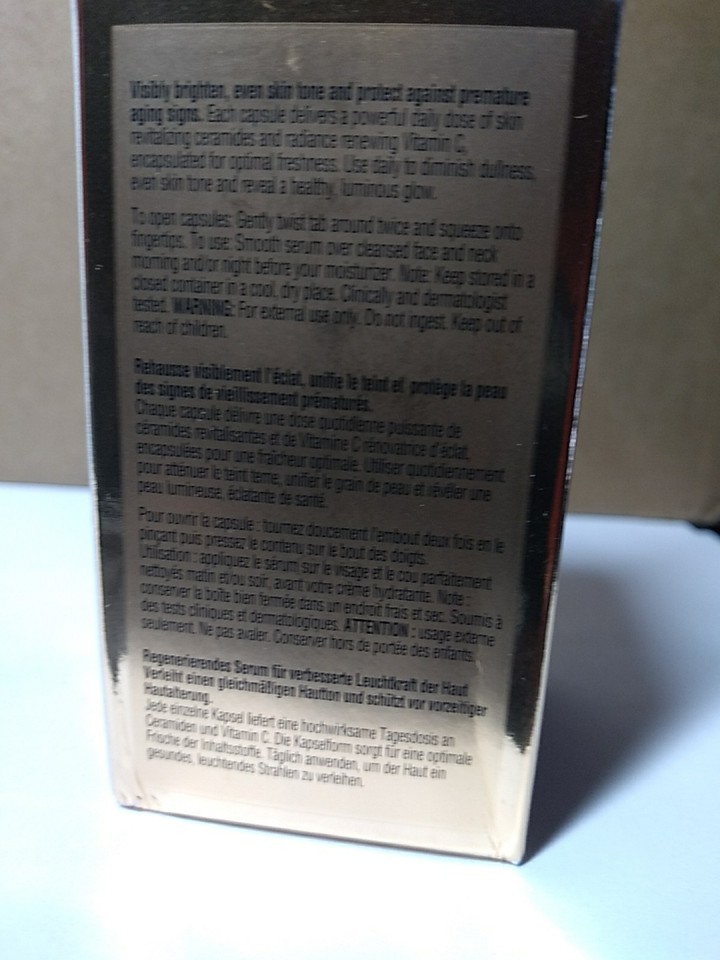 Visibly brighten, even skin tone and protect against premature
aging signs. Each capsule delivers a powerful daily dose of skin
revitalizing ceramides and radiance renewing Vitamin C,
encapsulated for optimal freshness. Use daily to diminish dullness,
even skin tone and reveal a healthy, luminous glow.
To open capsules: Gently twist tab around twice and squeeze onto
fingertips. To use: Smooth serum over cleansed face and neck
morning and/or night before your moisturizer. Note: Keep stored in a
closed container in a cool, dry place. Clinically and dermatologist
tested. WARNING: For external use only. Do not ingest. Keep out of
reach of children.
Rehausse visiblement l'éclat, unifie le teint et protège la peau
des signes de vieillissement prématurés.
Chaque capsule délivre une dose quotidienne puissante de
céramides revitalisantes et de Vitamine C rénovatrice d'éclat,
encapsulées pour une fraîcheur optimale. Utiliser quotidiennement
pour atténuer le teint terne, unifier le grain de peau et révéler une
peau lumineuse, éclatante de santé.
Pour ouvrir la capsule : tournez doucement l'embout deux fois en le
pinçant puis pressez le contenu sur le bout des doigts.
Utilisation : appliquez le sérum sur le visage et le cou parfaitement
nettoyés matin et/ou soir, avant votre crème hydratante. Note :
conserver la boîte bien fermée dans un endroit frais et sec. Soumis à
des tests cliniques et dermatologiques. ATTENTION : usage externe
seulement. Ne pas avaler. Conserver hors de portée des enfants.
Regenerierendes Serum für verbesserte Leuchtkraft der Haut
Verleiht einen gleichmäßigen Hautton und schützt vor vorzeitiger
Hautalterung.
Jede einzelne Kapsel liefert eine hochwirksame Tagesdosis an
Ceramiden und Vitamin C. Die Kapselform sorgt für eine optimale
Frische der Inhaltsstoffe. Täglich anwenden, um der Haut ein
gesundes, leuchtendes Strahlen zu verleihen.